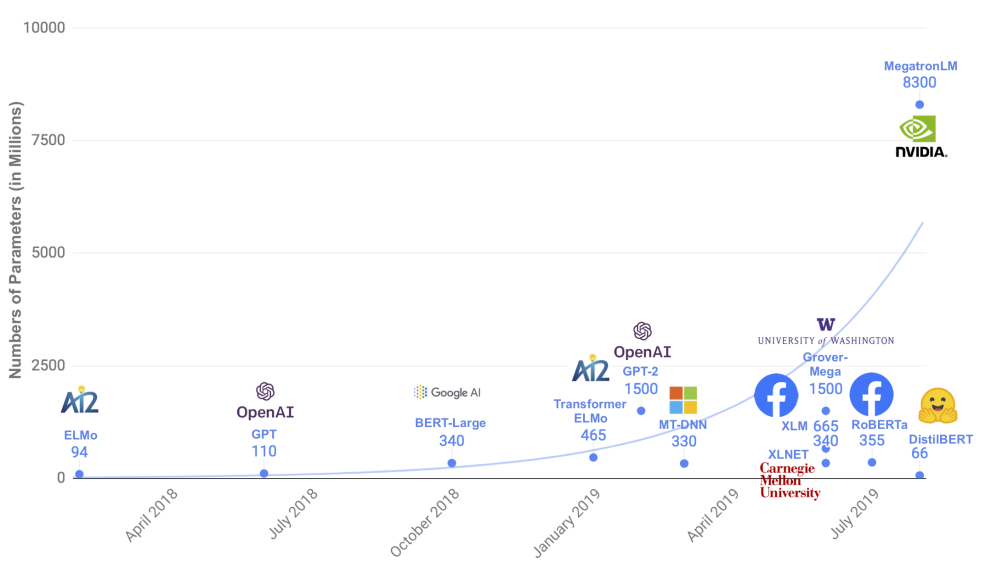 10000
7500
5000
2500
0
Numbers of Parameters (in Millions)
April 2018
July 2018
October 2018
January 2019
April 2019
July 2019
AI2
ELMo
94
OpenAI
GPT
110
Google AI
BERT-Large
340
AI2
Transformer
ELMo
465
OpenAI
GPT-2
1500
MT-DNN
330
W
UNIVERSITY of WASHINGTON
Grover-
Mega
1500
XLM 665
340
XLNET
Carnegie
Mellon
University
RoBERTa
355
MegatronLM
8300
NVIDIA.
DistilBERT
66